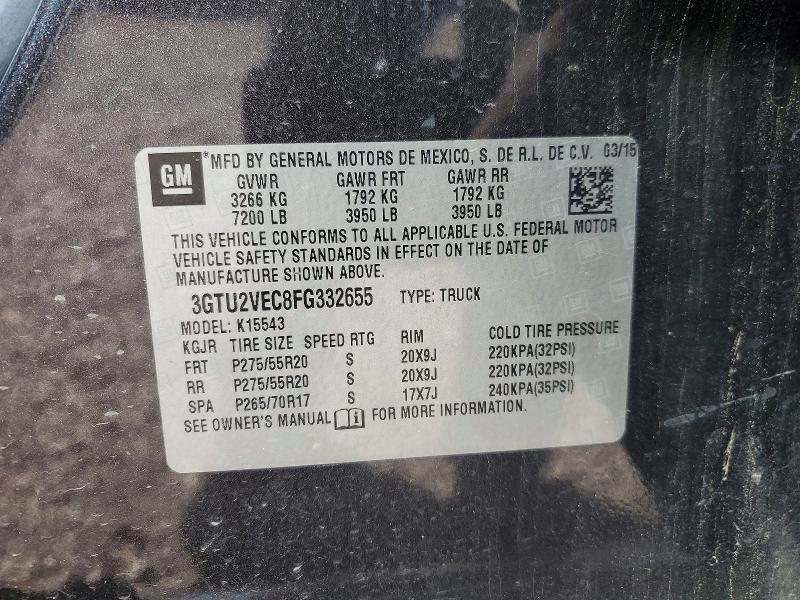 GM ® MFD BY GENERAL MOTORS DE MEXICO, S. DE R.L. DE C.V. 03/15
GVWR GAWR FRT GAWR RR
3266 KG 1792 KG 1792 KG
7200 LB 3950 LB 3950 LB
THIS VEHICLE CONFORMS TO ALL APPLICABLE U.S. FEDERAL MOTOR
VEHICLE SAFETY STANDARDS IN EFFECT ON THE DATE OF
MANUFACTURE SHOWN ABOVE.
3GTU2VEC8FG332655 TYPE: TRUCK
MODEL: K15543
KGJR TIRE SIZE SPEED RTG RIM COLD TIRE PRESSURE
FRT P275/55R20 S 20X9J 220KPA(32PSI)
RR P275/55R20 S 20X9J 220KPA(32PSI)
SPA P265/70R17 S 17X7J 240KPA(35PSI)
SEE OWNER'S MANUAL FOR MORE INFORMATION.